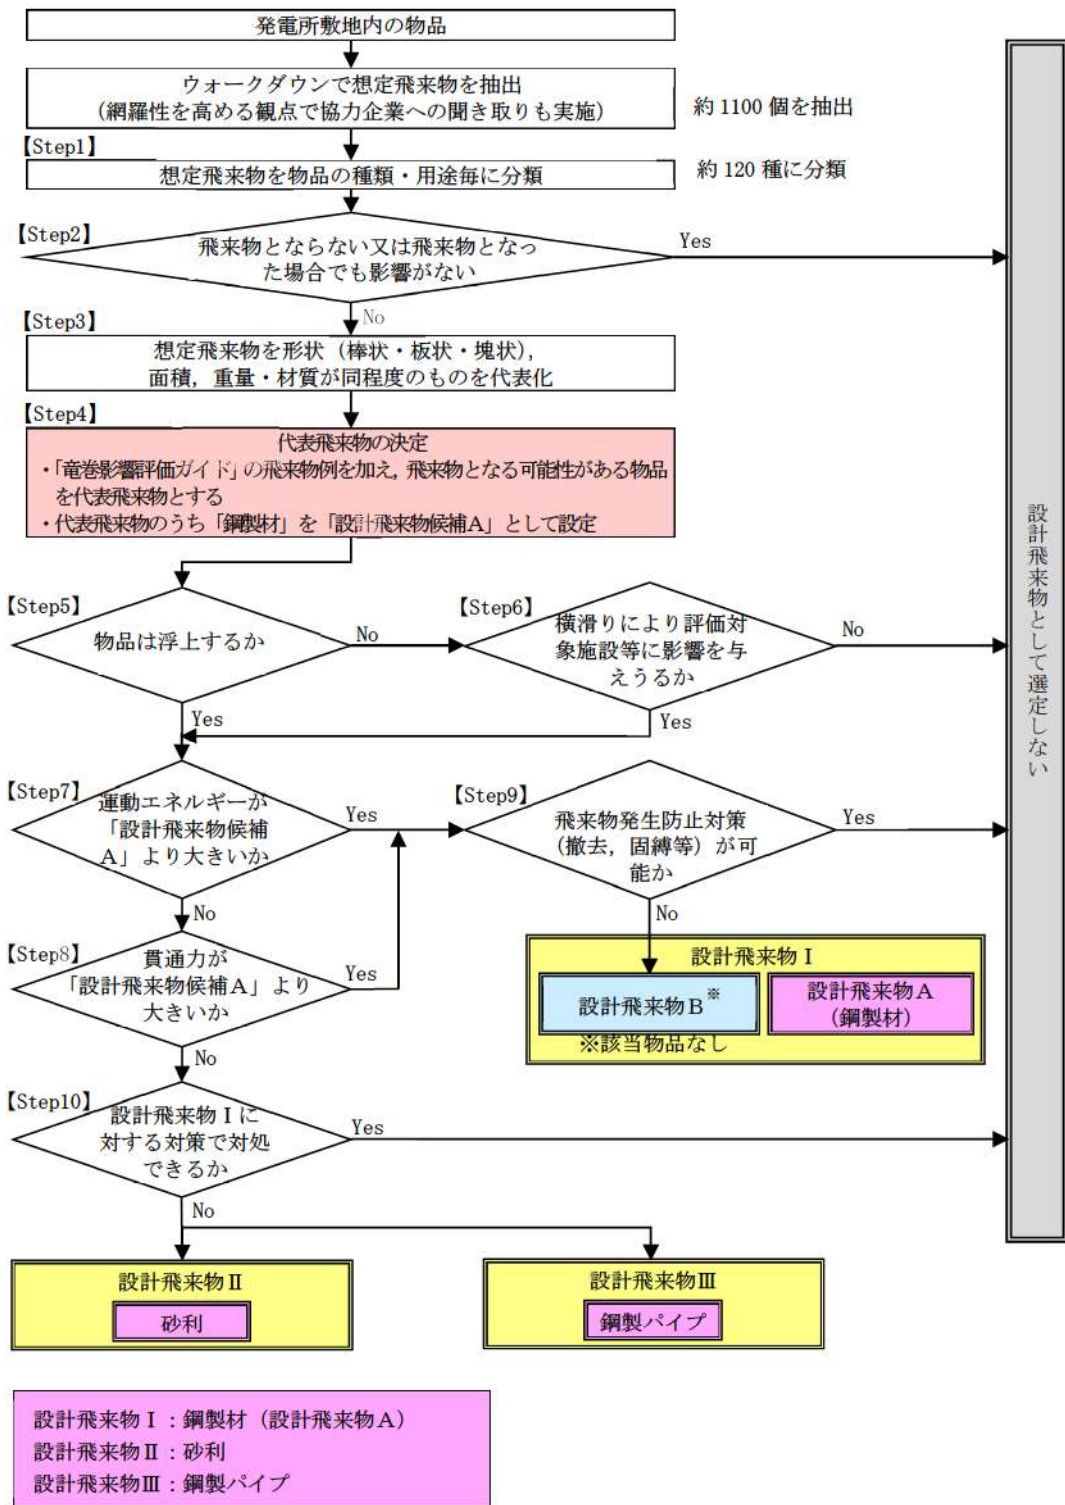 発電所敷地内の物品
ウォークダウンで想定飛来物を抽出
（網羅性を高める観点で協力企業への聞き取りも実施）
約1100個を抽出
【Step1】
想定飛来物を物品の種類・用途毎に分類
約120種に分類
【Step2】
飛来物とならない又は飛来物となっ
た場合でも影響がない
Yes
No
【Step3】
想定飛来物を形状（棒状・板状・塊状），
面積，重量・材質が同程度のものを代表化
【Step4】
代表飛来物の決定
・「竜巻影響評価ガイド」の飛来物例を加え，飛来物となる可能性がある物品
を代表飛来物とする
・代表飛来物のうち「鋼製材」を「設計飛来物候補A」として設定
【Step5】
物品は浮上するか
No
Yes
【Step6】
横滑りにより評価対
象施設等に影響を与
えうるか
No
Yes
【Step7】
運動エネルギーが
「設計飛来物候補
A」より大きいか
Yes
No
【Step9】
飛来物発生防止対策
（撤去，固縛等）が可
能か
Yes
No
【Step8】
貫通力が
「設計飛来物候補A」より
大きいか
Yes
No
設計飛来物Ⅰ
設計飛来物B※
設計飛来物A
（鋼製材）
※該当物品なし
【Step10】
設計飛来物Ⅰに
対する対策で対処
できるか
Yes
No
設計飛来物Ⅱ
砂利
設計飛来物Ⅲ
鋼製パイプ
設計飛来物として選定しない
設計飛来物Ⅰ：鋼製材（設計飛来物A）
設計飛来物Ⅱ：砂利
設計飛来物Ⅲ：鋼製パイプ